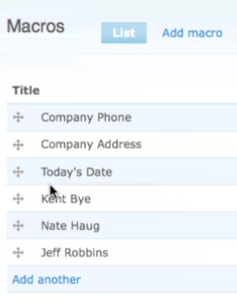 Macros
List Add macro
Title
Company Phone
Company Address
Today's Date
Kent Bye
Nate Haug
Jeff Robbins
Add another